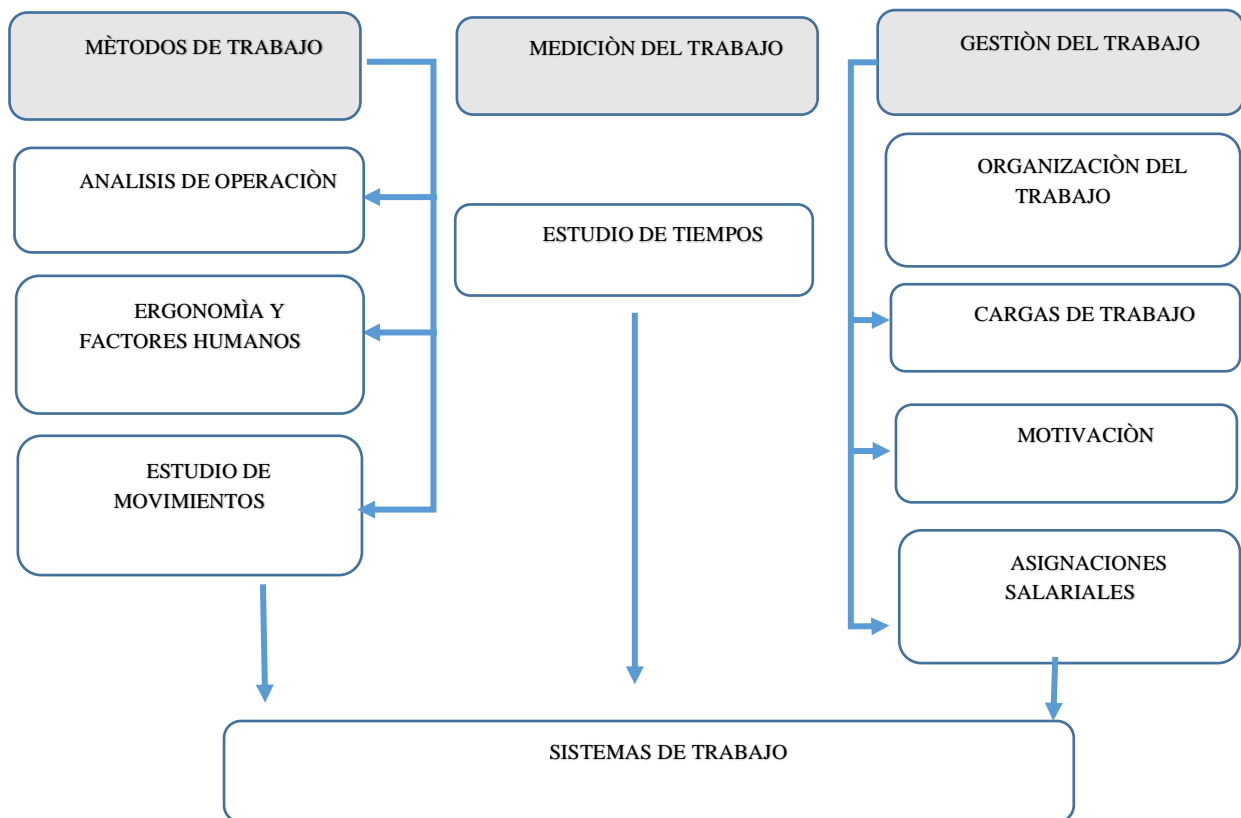 MÈTODOS DE TRABAJO
MEDICIÒN DEL TRABAJO
GESTIÒN DEL TRABAJO
ANALISIS DE OPERACIÒN
ERGONOMÌA Y
FACTORES HUMANOS
ESTUDIO DE
MOVIMIENTOS
ESTUDIO DE TIEMPOS
ORGANIZACIÒN DEL
TRABAJO
CARGAS DE TRABAJO
MOTIVACIÒN
ASIGNACIONES
SALARIALES
SISTEMAS DE TRABAJO